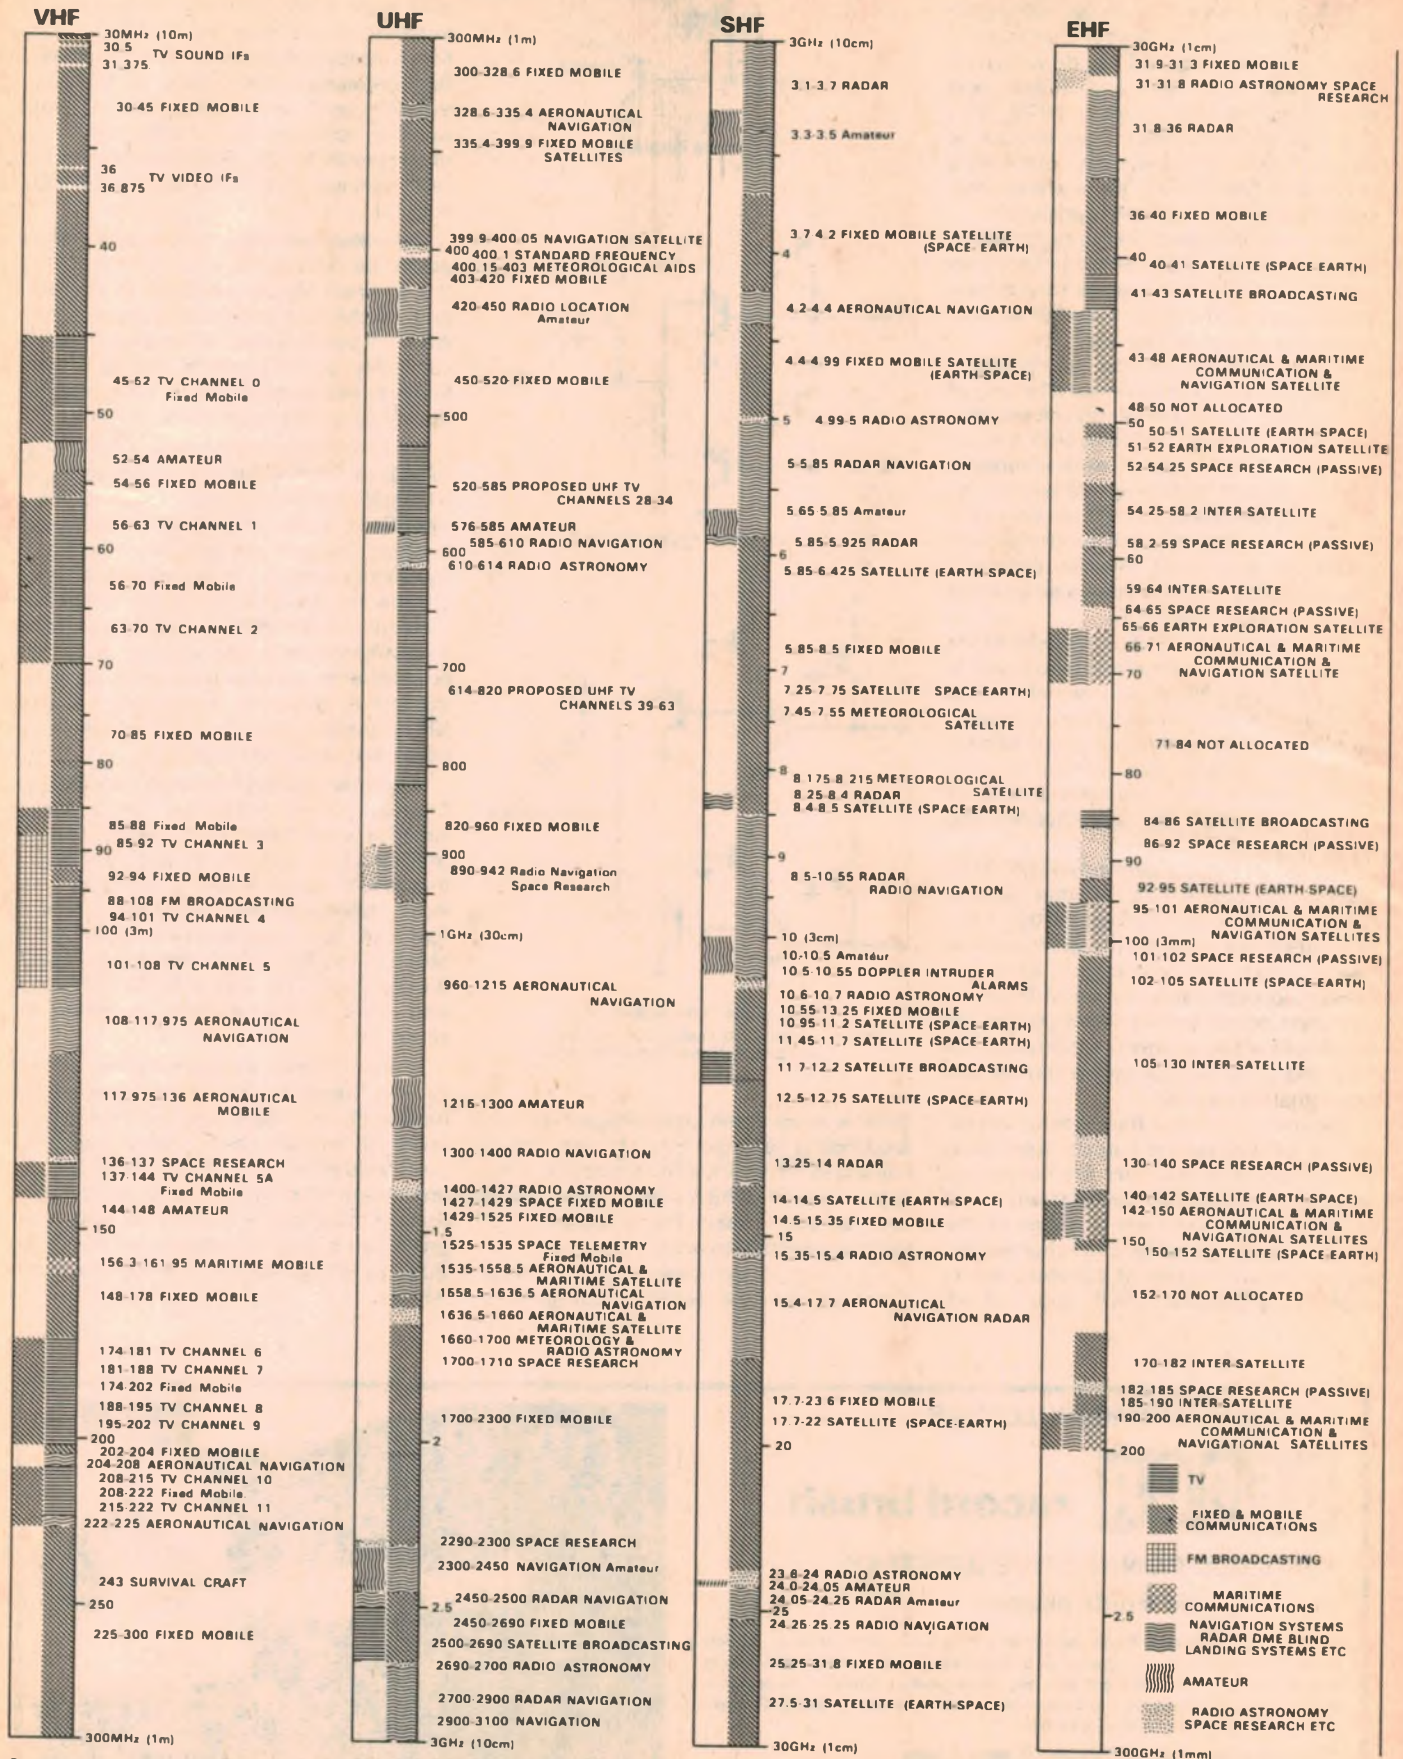 VHF
30MHz (10m)
30 5
TV SOUND IFs
31 375
30-45 FIXED MOBILE
36
TV VIDEO IFs
36 875
40
45-52 TV CHANNEL 0
Fixed Mobile
50
52-54 AMATEUR
54-56 FIXED MOBILE
56-63 TV CHANNEL 1
60
56-70 Fixed Mobile
63-70 TV CHANNEL 2
70
70-85 FIXED MOBILE
80
85-88 Fixed Mobile
85-92 TV CHANNEL 3
90
92-94 FIXED MOBILE
88-108 FM BROADCASTING
94-101 TV CHANNEL 4
100 (3m)
101-108 TV CHANNEL 5
108-117 975 AERONAUTICAL
NAVIGATION
117 975-136 AERONAUTICAL
MOBILE
136-137 SPACE RESEARCH
137-144 TV CHANNEL 5A
Fixed Mobile
144-148 AMATEUR
150
156 3-161 95 MARITIME MOBILE
148-178 FIXED MOBILE
174-181 TV CHANNEL 6
181-188 TV CHANNEL 7
174-202 Fixed Mobile
188-195 TV CHANNEL 8
195-202 TV CHANNEL 9
200
202-204 FIXED MOBILE
204-208 AERONAUTICAL NAVIGATION
208-215 TV CHANNEL 10
208-222 Fixed Mobile.
215-222 TV CHANNEL 11
222-225 AERONAUTICAL NAVIGATION
243 SURVIVAL CRAFT
250
225-300 FIXED MOBILE
300MHz (1m)
UHF
300MHz (1m)
300-328 6 FIXED MOBILE
328 6-335 4 AERONAUTICAL
NAVIGATION
335.4-399 9 FIXED MOBILE
SATELLITES
399 9-400 05 NAVIGATION SATELLITE
400 400 1 STANDARD FREQUENCY
400 15-403 METEOROLOGICAL AIDS
403-420 FIXED MOBILE
420-450 RADIO LOCATION
Amateur
450-520 FIXED MOBILE
500
520-585 PROPOSED UHF TV
CHANNELS 28-34
576-585 AMATEUR
585-610 RADIO NAVIGATION
600
610-614 RADIO ASTRONOMY
700
614-820 PROPOSED UHF TV
CHANNELS 39-63
800
820-960 FIXED MOBILE
900
890-942 Radio Navigation
Space Research
1GHz (30cm)
960-1215 AERONAUTICAL
NAVIGATION
1215-1300 AMATEUR
1300-1400 RADIO NAVIGATION
1400-1427 RADIO ASTRONOMY
1427-1429 SPACE FIXED MOBILE
1429-1525 FIXED MOBILE
1.5
1525-1535 SPACE TELEMETRY
Fixed Mobile
1535-1558 5 AERONAUTICAL &
MARITIME SATELLITE
1558 5-1636 5 AERONAUTICAL
NAVIGATION
1636 5-1660 AERONAUTICAL &
MARITIME SATELLITE
1660-1700 METEOROLOGY &
RADIO ASTRONOMY
1700-1710 SPACE RESEARCH
1700-2300 FIXED MOBILE
2
2290-2300 SPACE RESEARCH
2300-2450 NAVIGATION Amateur
2450-2500 RADAR NAVIGATION
2.5
2450-2690 FIXED MOBILE
2500-2690 SATELLITE BROADCASTING
2690-2700 RADIO ASTRONOMY
2700-2900 RADAR NAVIGATION
2900-3100 NAVIGATION
3GHz (10cm)
SHF
3GHz (10cm)
3.1-3.7 RADAR
3.3-3.5 Amateur
3.7 4.2 FIXED MOBILE SATELLITE
(SPACE-EARTH)
4
4.2-4.4 AERONAUTICAL NAVIGATION
4.4-4.99 FIXED MOBILE SATELLITE
(EARTH SPACE)
5
4.99-5 RADIO ASTRONOMY
5-5.85 RADAR NAVIGATION
5.65-5.85 Amateur
5.85-5.925 RADAR
6
5.85-6.425 SATELLITE (EARTH SPACE)
5.85-8.5 FIXED MOBILE
7
7.25-7.75 SATELLITE SPACE EARTH)
7.45-7.55 METEOROLOGICAL
SATELLITE
8
8.175-8 215 METEOROLOGICAL
SATELLITE
8.25-8.4 RADAR
8.4-8.5 SATELLITE (SPACE EARTH)
9
8 5-10 55 RADAR
RADIO NAVIGATION
10 (3cm)
10-10 5 Amateur
10 5-10 55 DOPPLER INTRUDER
ALARMS
10.6-10.7 RADIO ASTRONOMY
10 55-13 25 FIXED MOBILE
10 95-11.2 SATELLITE (SPACE-EARTH)
11.45-11 7 SATELLITE (SPACE EARTH)
11 7-12.2 SATELLITE BROADCASTING
12.5-12.75 SATELLITE (SPACE-EARTH)
13.25-14 RADAR
14-14.5 SATELLITE (EARTH SPACE)
14.5-15.35 FIXED MOBILE
15
15.35-15.4 RADIO ASTRONOMY
15.4-17 7 AERONAUTICAL
NAVIGATION RADAR
17.7-23 6 FIXED MOBILE
17.7-22 SATELLITE (SPACE-EARTH)
20
23.6-24 RADIO ASTRONOMY
24.0-24.05 AMATEUR
24.05-24.25 RADAR Amateur
25
24.25-25.25 RADIO NAVIGATION
25.25-31.8 FIXED MOBILE
27.5-31 SATELLITE (EARTH-SPACE)
30GHz (1cm)
EHF
30GHz (1cm)
31 9-31 3 FIXED MOBILE
31-31 8 RADIO ASTRONOMY SPACE
RESEARCH
31.8-36 RADAR
36-40 FIXED MOBILE
40
40-41 SATELLITE (SPACE EARTH)
41-43 SATELLITE BROADCASTING
43-48 AERONAUTICAL & MARITIME
COMMUNICATION &
NAVIGATION SATELLITE
48-50 NOT ALLOCATED
50
50-51 SATELLITE (EARTH SPACE)
51-52 EARTH EXPLORATION SATELLITE
52-54.25 SPACE RESEARCH (PASSIVE)
54.25-58.2 INTER SATELLITE
58 2-59 SPACE RESEARCH (PASSIVE)
60
59-64 INTER SATELLITE
64-65 SPACE RESEARCH (PASSIVE)
65-66 EARTH EXPLORATION SATELLITE
66-71 AERONAUTICAL & MARITIME
COMMUNICATION &
NAVIGATION SATELLITE
70
71-84 NOT ALLOCATED
80
84-86 SATELLITE BROADCASTING
86-92 SPACE RESEARCH (PASSIVE)
90
92-95 SATELLITE (EARTH-SPACE)
95-101 AERONAUTICAL & MARITIME
COMMUNICATION &
NAVIGATION SATELLITES
100 (3mm)
101-102 SPACE RESEARCH (PASSIVE)
102-105 SATELLITE (SPACE-EARTH)
105-130 INTER-SATELLITE
130-140 SPACE RESEARCH (PASSIVE)
140-142 SATELLITE (EARTH SPACE)
142-150 AERONAUTICAL & MARITIME
COMMUNICATION &
NAVIGATIONAL SATELLITES
150
150-152 SATELLITE (SPACE EARTH)
152-170 NOT ALLOCATED
170-182 INTER-SATELLITE
182-185 SPACE RESEARCH (PASSIVE)
185-190 INTER-SATELLITE
190-200 AERONAUTICAL & MARITIME
COMMUNICATION &
NAVIGATIONAL SATELLITES
200
TV
FIXED & MOBILE
COMMUNICATIONS
FM BROADCASTING
MARITIME
COMMUNICATIONS
2.5
NAVIGATION SYSTEMS
RADAR DME BLIND
LANDING SYSTEMS ETC
AMATEUR
RADIO ASTRONOMY
SPACE RESEARCH ETC
300GHz (1mm)